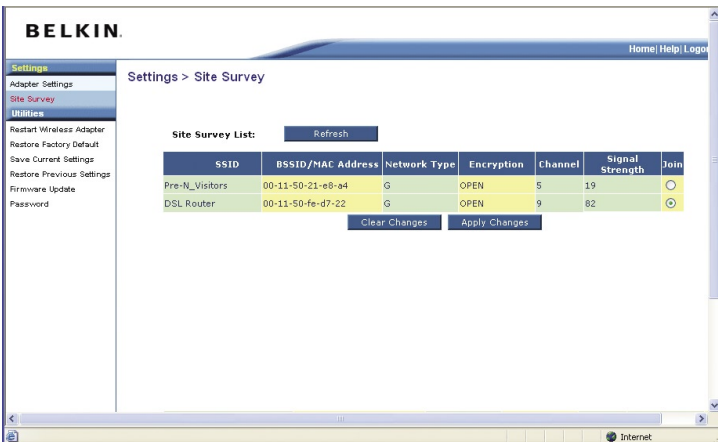 BELKIN.
Home| Help| Logou
Settings
Adapter Settings
Site Survey
Utilities
Restart Wireless Adapter
Restore Factory Default
Save Current Settings
Restore Previous Settings
Firmware Update
Password
Settings > Site Survey
Site Survey List: Refresh
SSID BSSID/MAC Address Network Type Encryption Channel Signal Strength Join
Pre-N_Visitors 00-11-50-21-e8-a4 G OPEN 5 19
DSL Router 00-11-50-fe-d7-22 G OPEN 9 82
Clear Changes Apply Changes
Internet